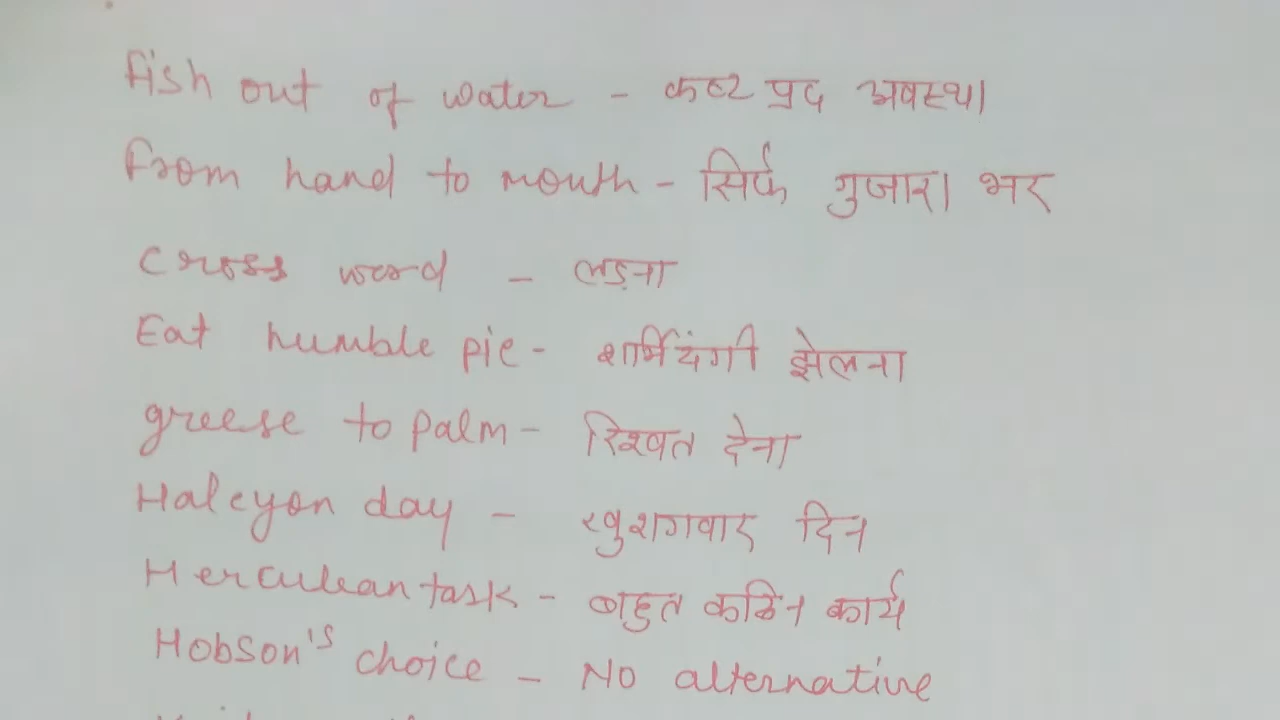 Fish out of water - कष्ट प्रद अवस्था
From hand to mouth - सिर्फ गुजारा भर
Cross word - लड़ना
Eat humble pie - शर्मिंदगी झेलना
greese to palm - रिश्वत देना
Halcyon day - खुशगवार दिन
Herculean task - बहुत कठिन कार्य
Hobson's choice - No alternative